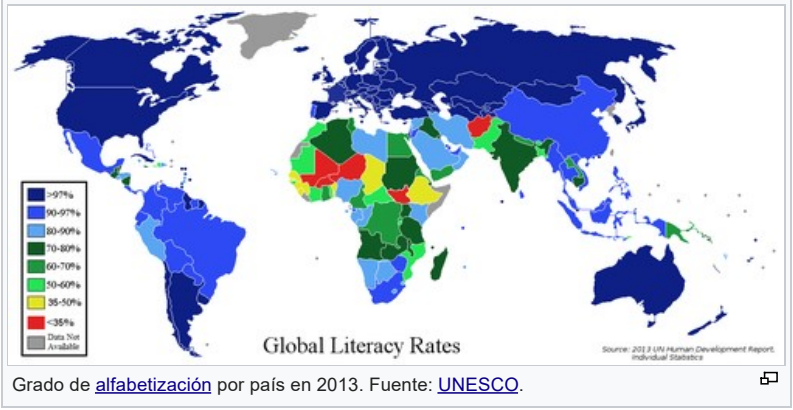 >97%
90-97%
80-90%
70-80%
60-70%
50-60%
35-50%
<35%
Data Not
Available
Global Literacy Rates
Source: 2013 UN Human Development Report,
Individual Statistics
Grado de alfabetización por país en 2013. Fuente: UNESCO.